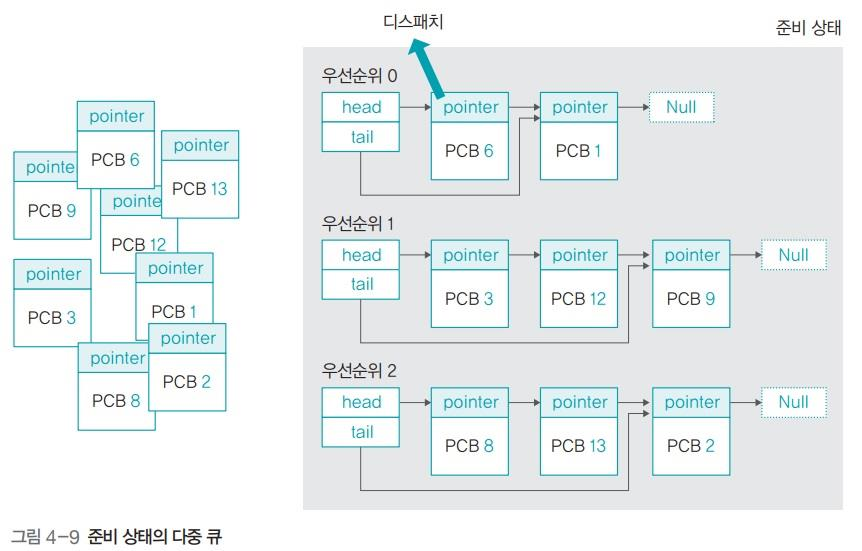 디스패치
준비 상태
pointer
PCB 6
pointer
PCB 13
pointe
PCB 9
pointe
PCB 12
pointer
PCB 3
pointer
PCB 1
pointer
PCB 8
pointer
PCB 2
우선순위 0
head
tail
pointer
PCB 6
pointer
PCB 1
Null
우선순위 1
head
tail
pointer
PCB 3
pointer
PCB 12
pointer
PCB 9
Null
우선순위 2
head
tail
pointer
PCB 8
pointer
PCB 13
pointer
PCB 2
Null
그림 4-9 준비 상태의 다중 큐